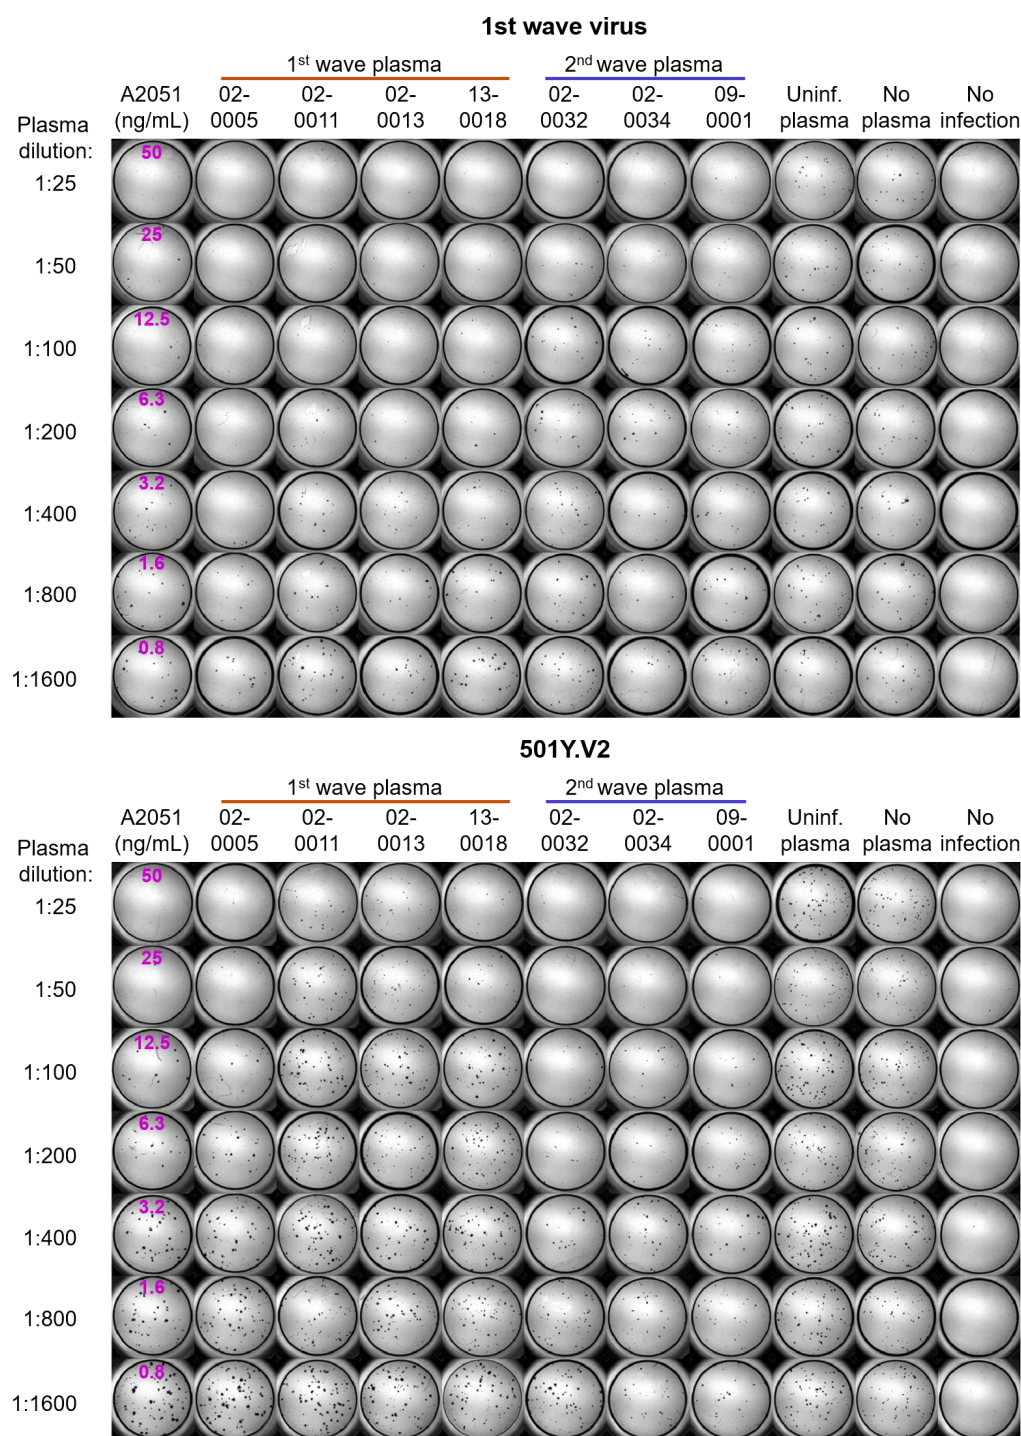 1st wave virus
1st wave plasma 2nd wave plasma
A2051 02- 02- 02- 13- 02- 02- 09- Uninf. No No
Plasma (ng/mL) 0005 0011 0013 0018 0032 0034 0001 plasma plasma infection
dilution:
50
1:25
25
1:50
12.5
1:100
6.3
1:200
3.2
1:400
1.6
1:800
0.8
1:1600
501Y.V2
1st wave plasma 2nd wave plasma
A2051 02- 02- 02- 13- 02- 02- 09- Uninf. No No
Plasma (ng/mL) 0005 0011 0013 0018 0032 0034 0001 plasma plasma infection
dilution:
50
1:25
25
1:50
12.5
1:100
6.3
1:200
3.2
1:400
1.6
1:800
0.8
1:1600